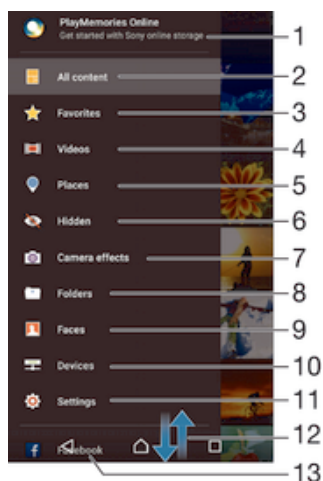 PlayMemories Online
Get started with Sony online storage
1
All content
2
Favorites
3
Videos
4
Places
5
Hidden
6
Camera effects
7
Folders
8
Faces
9
Devices
10
Settings
11
12
Facebook
13